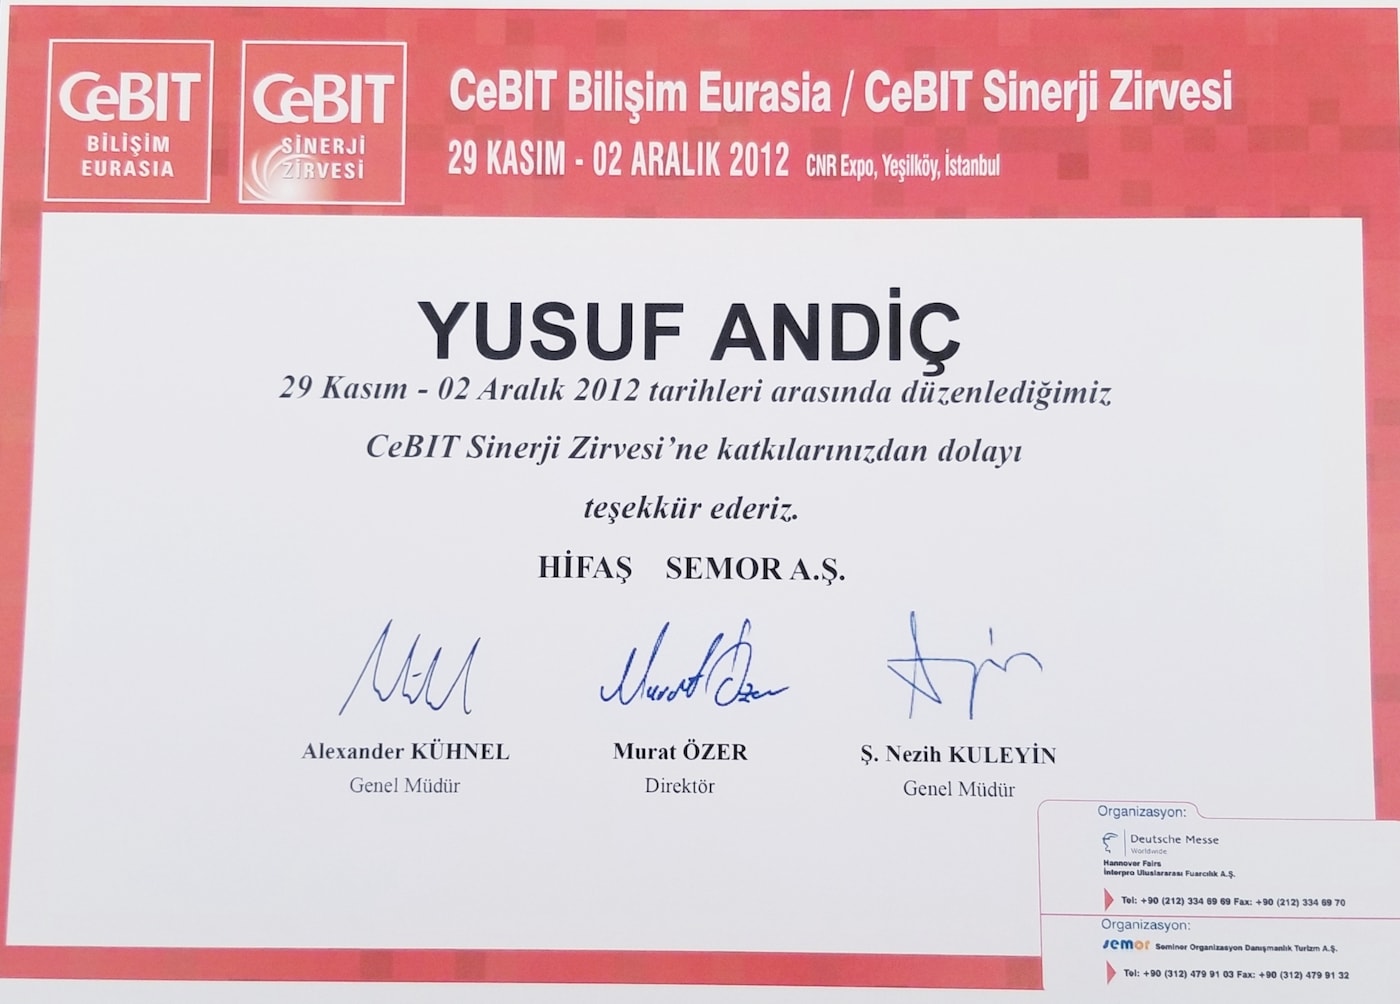 CeBIT
BİLİŞİM
EURASIA
CeBIT
SİNERJİ
ZİRVESİ
CeBIT Bilişim Eurasia / CeBIT Sinerji Zirvesi
29 KASIM - 02 ARALIK 2012 CNR Expo, Yeşilköy, İstanbul
YUSUF ANDİÇ
29 Kasım - 02 Aralık 2012 tarihleri arasında düzenlediğimiz
CeBIT Sinerji Zirvesi’ne katkılarınızdan dolayı
teşekkür ederiz.
HİFAŞ SEMOR A.Ş.
Murat Özer
Alexander KÜHNEL
Genel Müdür
Murat ÖZER
Direktör
Ş. Nezih KULEYİN
Genel Müdür
Organizasyon:
Deutsche Messe
Worldwide
Hannover Fairs
İnterpro Uluslararası Fuarcılık A.Ş.
Tel: +90 (212) 334 69 69 Fax: +90 (212) 334 69 70
Organizasyon:
semor Seminer Organizasyon Danışmanlık Turizm A.Ş.
Tel: +90 (312) 479 91 03 Fax: +90 (312) 479 91 32